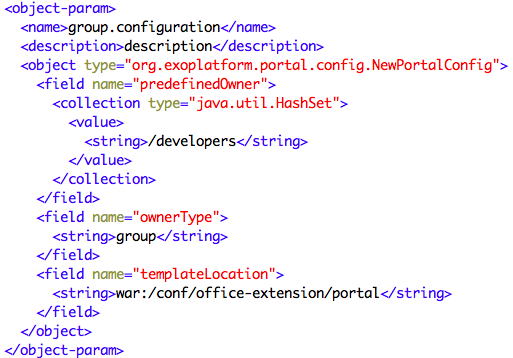 <object-param>
  <name>group.configuration</name>
  <description>description</description>
  <object type="org.exoplatform.portal.config.NewPortalConfig">
    <field name="predefinedOwner">
      <collection type="java.util.HashSet">
        <value>
          <string>/developers</string>
        </value>
      </collection>
    </field>
    <field name="ownerType">
      <string>group</string>
    </field>
    <field name="templateLocation">
      <string>war:/conf/office-extension/portal</string>
    </field>
  </object>
</object-param>